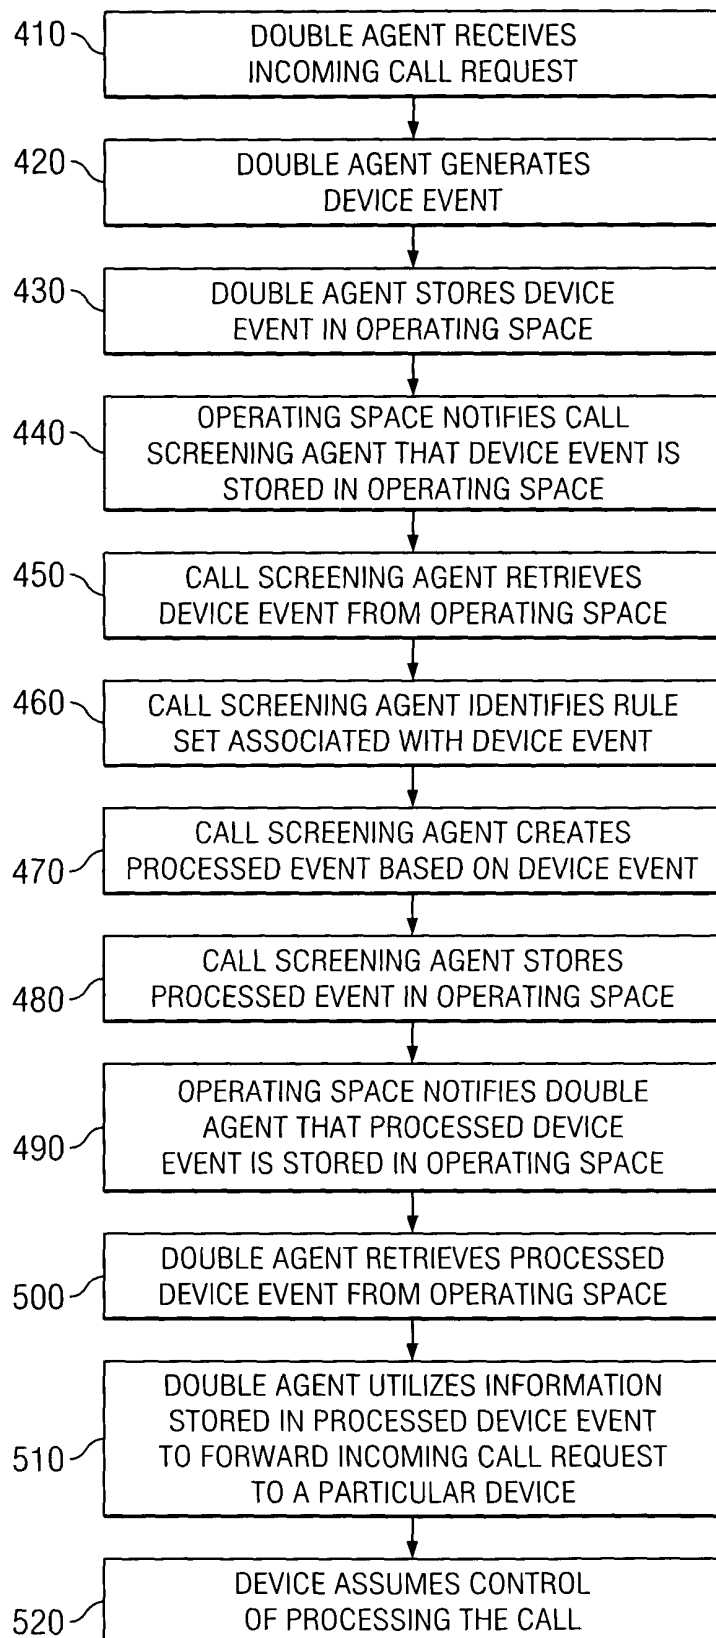 410
DOUBLE AGENT RECEIVES
INCOMING CALL REQUEST
420
DOUBLE AGENT GENERATES
DEVICE EVENT
430
DOUBLE AGENT STORES DEVICE
EVENT IN OPERATING SPACE
440
OPERATING SPACE NOTIFIES CALL
SCREENING AGENT THAT DEVICE EVENT IS
STORED IN OPERATING SPACE
450
CALL SCREENING AGENT RETRIEVES
DEVICE EVENT FROM OPERATING SPACE
460
CALL SCREENING AGENT IDENTIFIES RULE
SET ASSOCIATED WITH DEVICE EVENT
470
CALL SCREENING AGENT CREATES
PROCESSED EVENT BASED ON DEVICE EVENT
480
CALL SCREENING AGENT STORES
PROCESSED EVENT IN OPERATING SPACE
490
OPERATING SPACE NOTIFIES DOUBLE
AGENT THAT PROCESSED DEVICE
EVENT IS STORED IN OPERATING SPACE
500
DOUBLE AGENT RETRIEVES PROCESSED
DEVICE EVENT FROM OPERATING SPACE
510
DOUBLE AGENT UTILIZES INFORMATION
STORED IN PROCESSED DEVICE EVENT
TO FORWARD INCOMING CALL REQUEST
TO A PARTICULAR DEVICE
520
DEVICE ASSUMES CONTROL
OF PROCESSING THE CALL